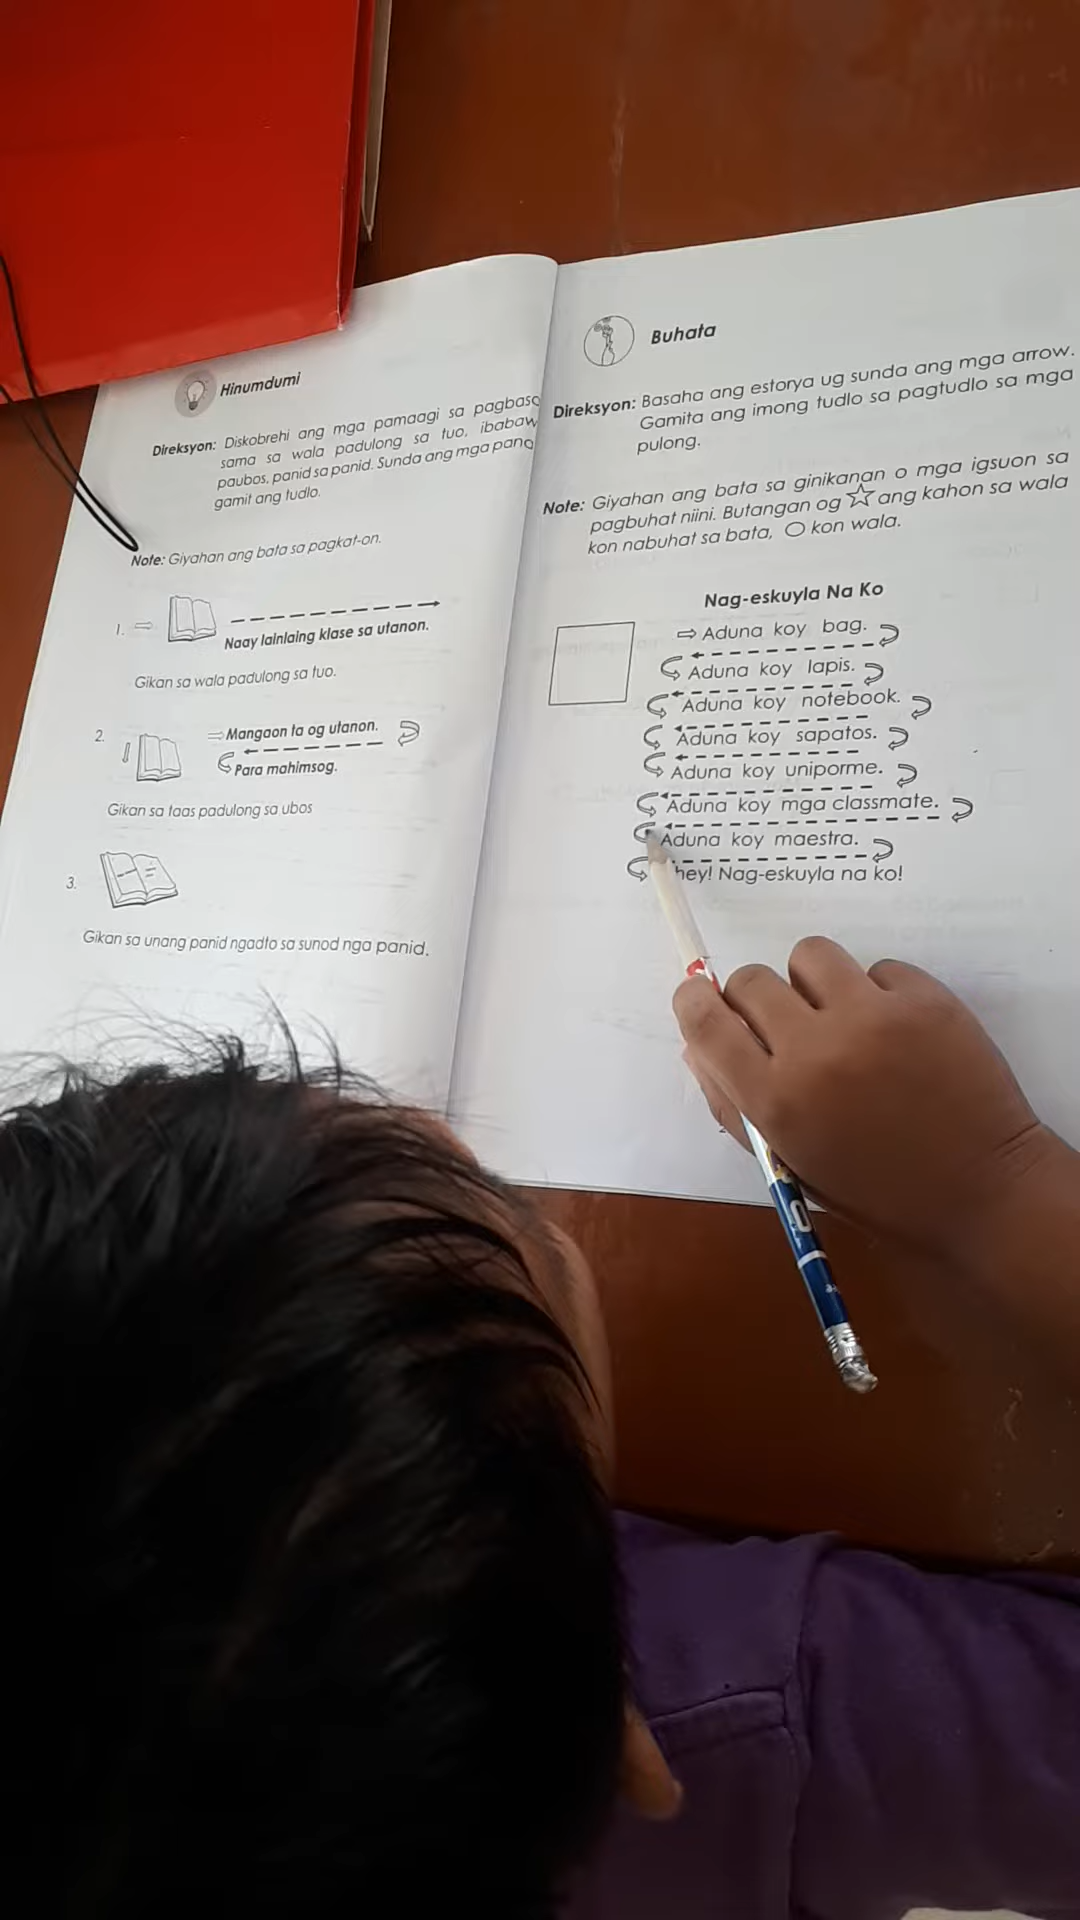 Hinumdumi
Direksyon: Diskobrehi ang mga pamaagi sa pagbasa
sama sa wala padulong sa tuo, ibabaw
paubos, panid sa panid. Sunda ang mga pana
gamit ang tudlo.
Note: Giyahan ang bata sa pagkat-on.
1.
Naay lainlaing klase sa utanon.
Gikan sa wala padulong sa tuo.
2.
Mangaon ta og utanon.
Para mahimsog.
Gikan sa taas padulong sa ubos
3.
Gikan sa unang panid ngadto sa sunod nga panid.
Buhata
Direksyon: Basaha ang estorya ug sunda ang mga arrow.
Gamita ang imong tudlo sa pagtudlo sa mga
pulong.
Note: Giyahan ang bata sa ginikanan o mga igsuon sa
pagbuhat niini. Butangan og ☆ ang kahon sa wala
kon nabuhat sa bata, ○ kon wala.
Nag-eskuyla Na Ko
Aduna koy bag.
Aduna koy lapis.
Aduna koy notebook.
Aduna koy sapatos.
Aduna koy uniporme.
Aduna koy mga classmate.
Aduna koy maestra.
hey! Nag-eskuyla na ko!